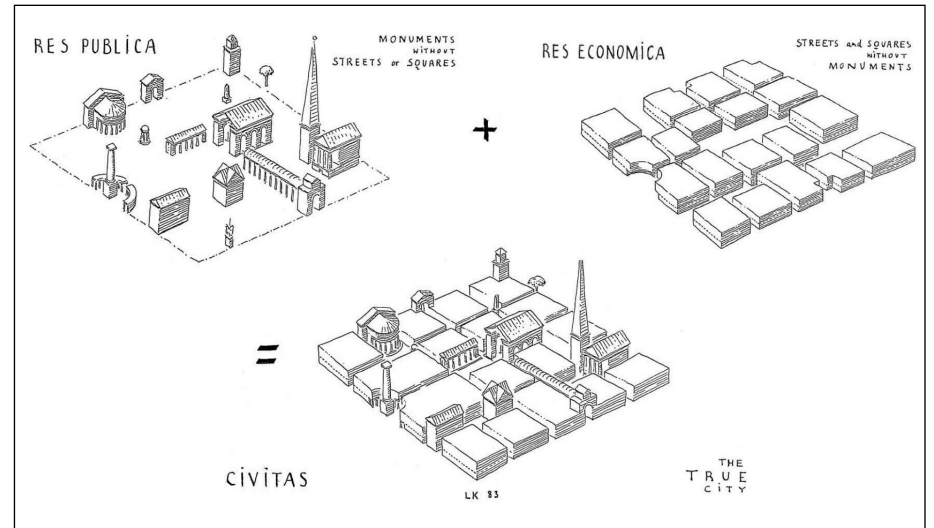 RES PUBLICA
MONUMENTS
WITHOUT
STREETS or SQUARES
+
RES ECONOMICA
STREETS and SQUARES
WITHOUT
MONUMENTS
=
CIVITAS
LK 83
THE
TRUE
CITY